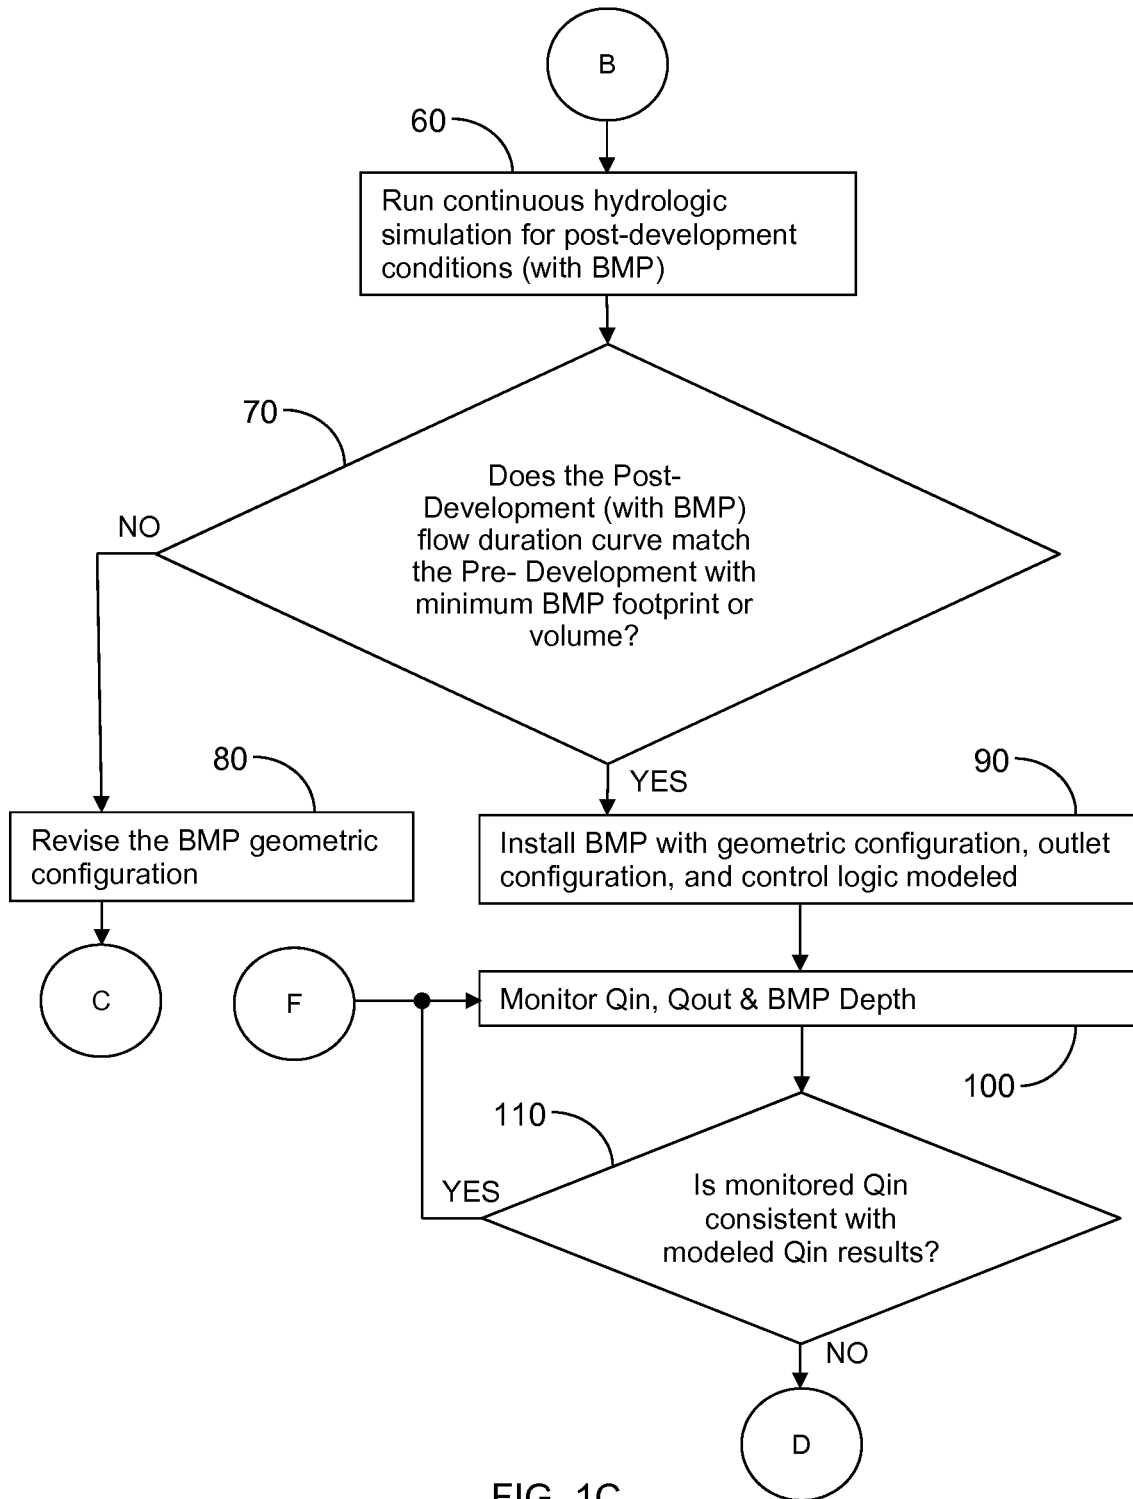 B
60
Run continuous hydrologic
simulation for post-development
conditions (with BMP)
70
Does the Post-
Development (with BMP)
flow duration curve match
the Pre- Development with
minimum BMP footprint or
volume?
NO
YES
80
Revise the BMP geometric
configuration
90
Install BMP with geometric configuration, outlet
configuration, and control logic modeled
C
F
Monitor Qin, Qout & BMP Depth
100
110
Is monitored Qin
consistent with
modeled Qin results?
YES
NO
D
FIG. 1C